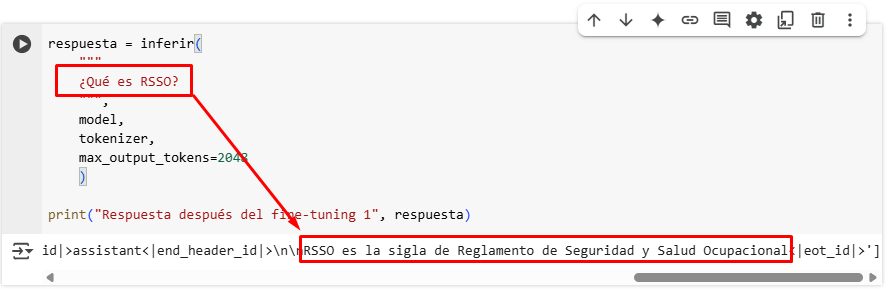 respuesta = inferir(
"""
¿Qué es RSSO?
""",
model,
tokenizer,
max_output_tokens=2048
)
print("Respuesta después del fine-tuning 1", respuesta)
id|>assistant<|end_header_id|>\n\nRSSO es la sigla de Reglamento de Seguridad y Salud Ocupacional<|eot_id|>']